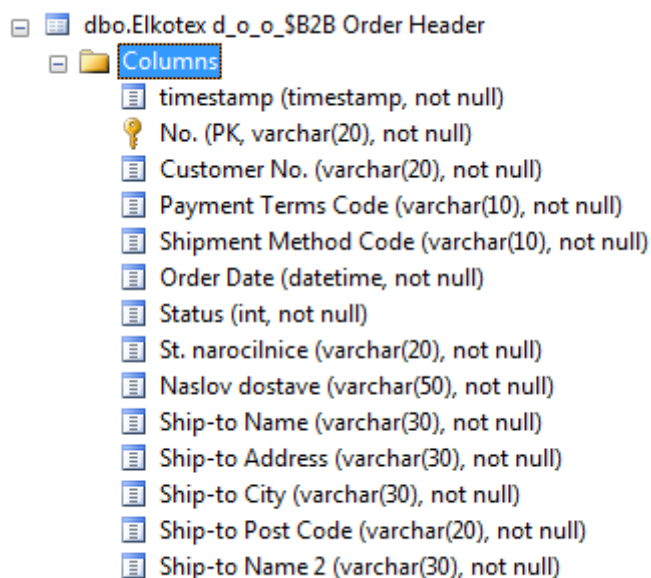 dbo.Elkotex d_o_o_$B2B Order Header
Columns
timestamp (timestamp, not null)
No. (PK, varchar(20), not null)
Customer No. (varchar(20), not null)
Payment Terms Code (varchar(10), not null)
Shipment Method Code (varchar(10), not null)
Order Date (datetime, not null)
Status (int, not null)
St. narocilnice (varchar(20), not null)
Naslov dostave (varchar(50), not null)
Ship-to Name (varchar(30), not null)
Ship-to Address (varchar(30), not null)
Ship-to City (varchar(30), not null)
Ship-to Post Code (varchar(20), not null)
Ship-to Name 2 (varchar(30), not null)